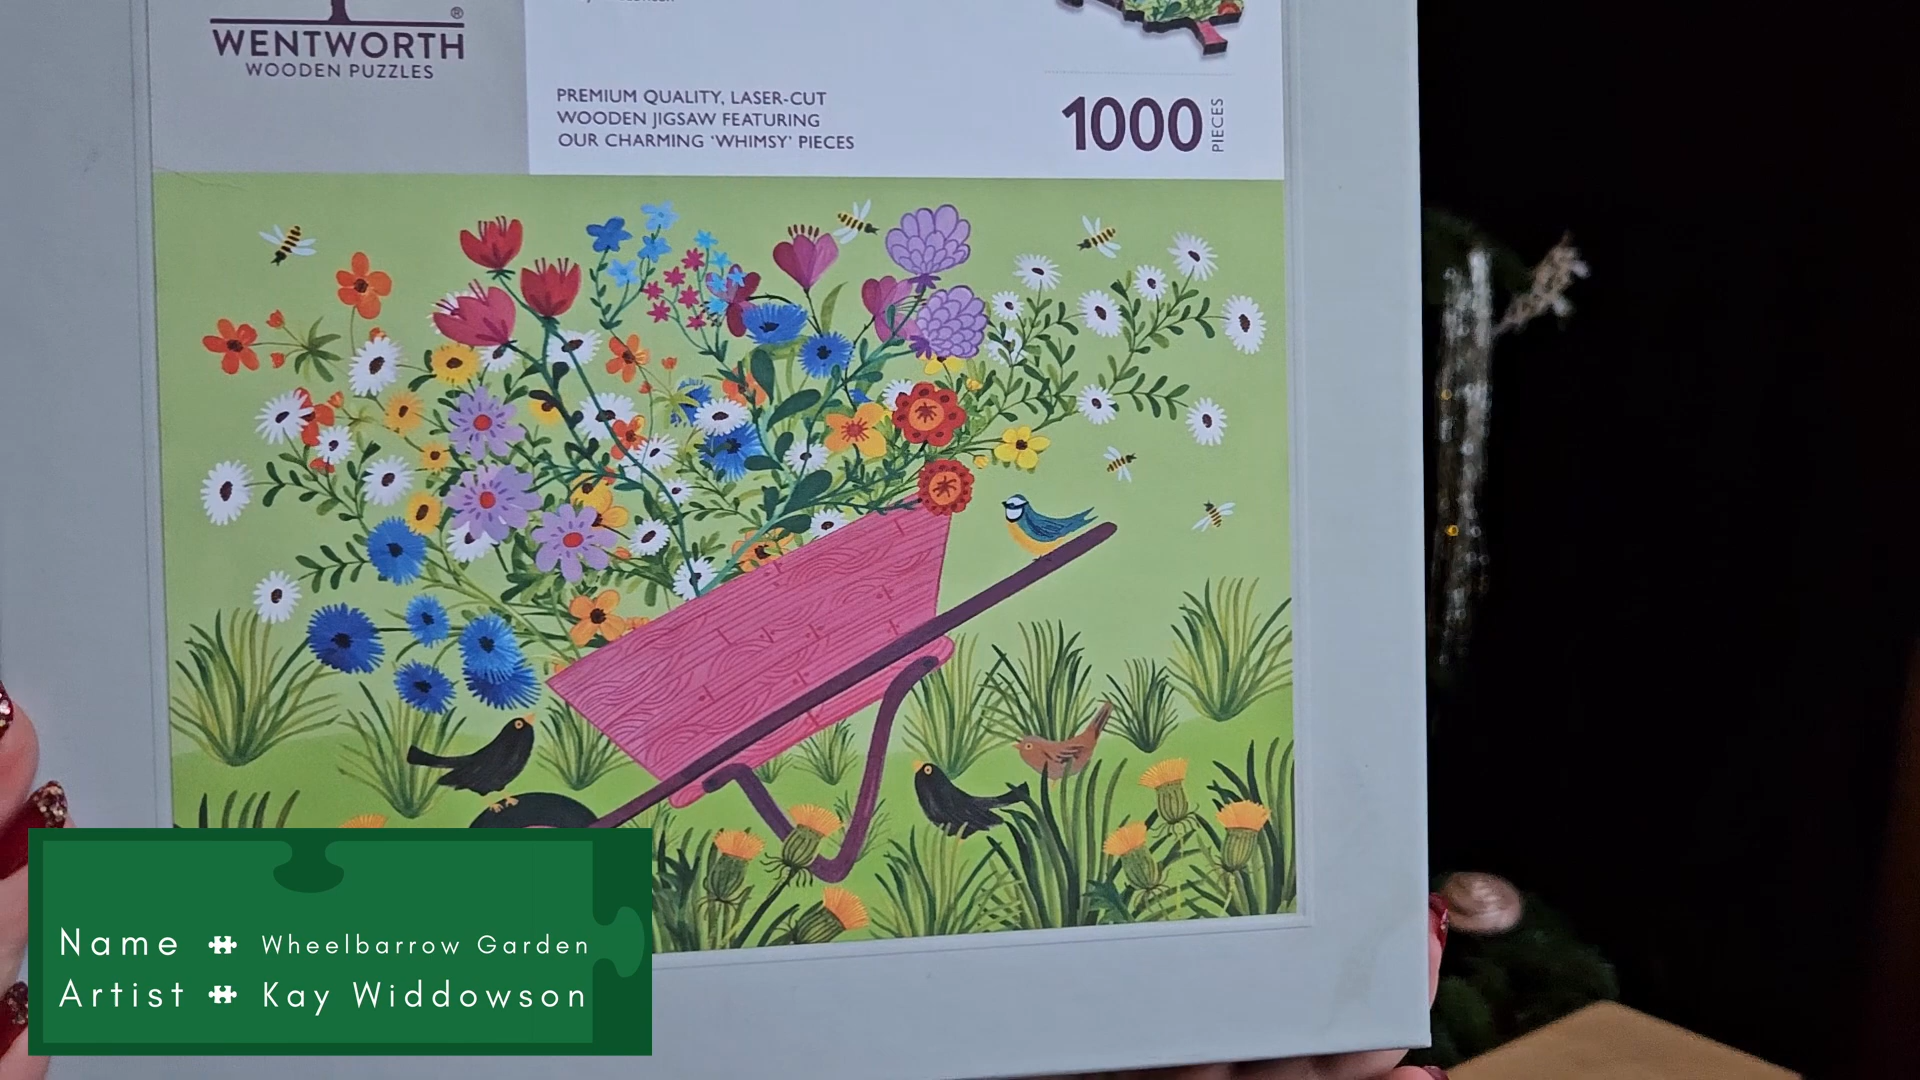 ®
WENTWORTH
WOODEN PUZZLES
PREMIUM QUALITY, LASER-CUT
WOODEN JIGSAW FEATURING
OUR CHARMING ‘WHIMSY’ PIECES
1000
PIECES
Name Wheelbarrow Garden
Artist Kay Widdowson